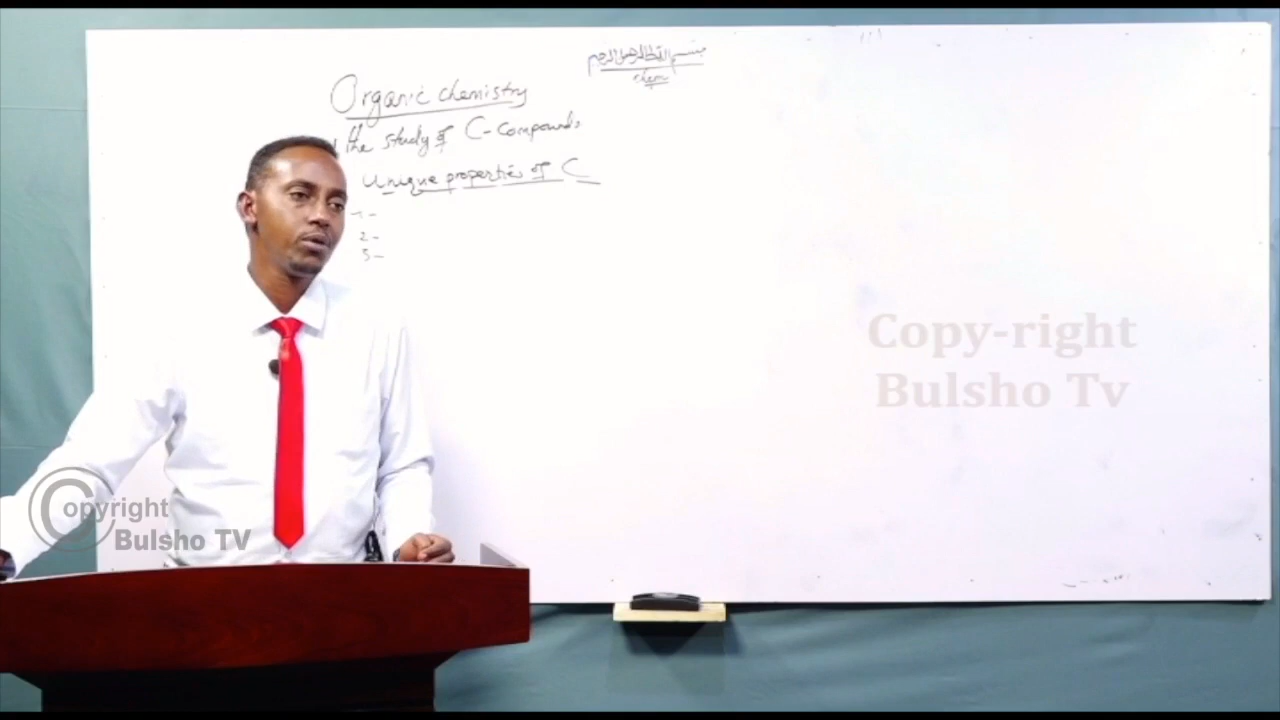 بسم الله الرحمن الرحيم
chem
Organic chemistry
the study of C-compounds
Unique properties of C
1-
2-
3-
Copy-right
Bulsho Tv
Copyright
Bulsho TV